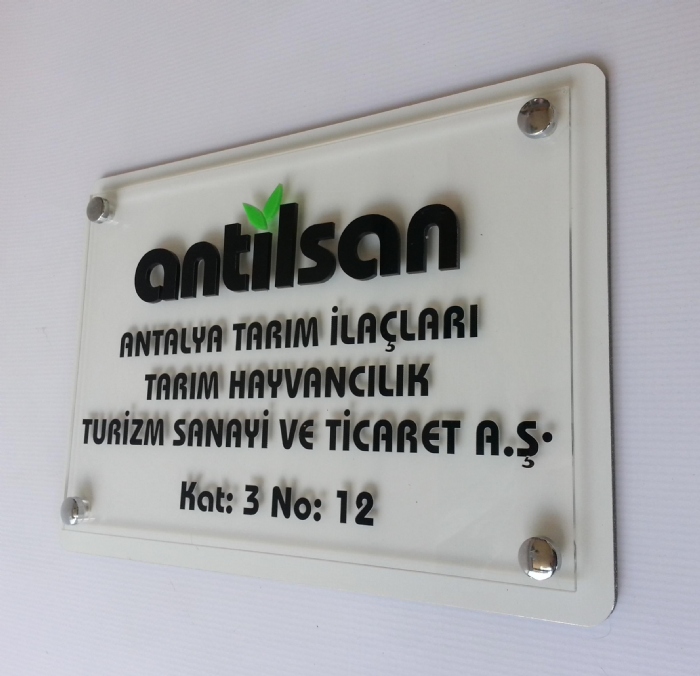 antilsan
ANTALYA TARIM İLAÇLARI
TARIM HAYVANCILIK
TURİZM SANAYİ VE TİCARET A.Ş.
Kat: 3 No: 12